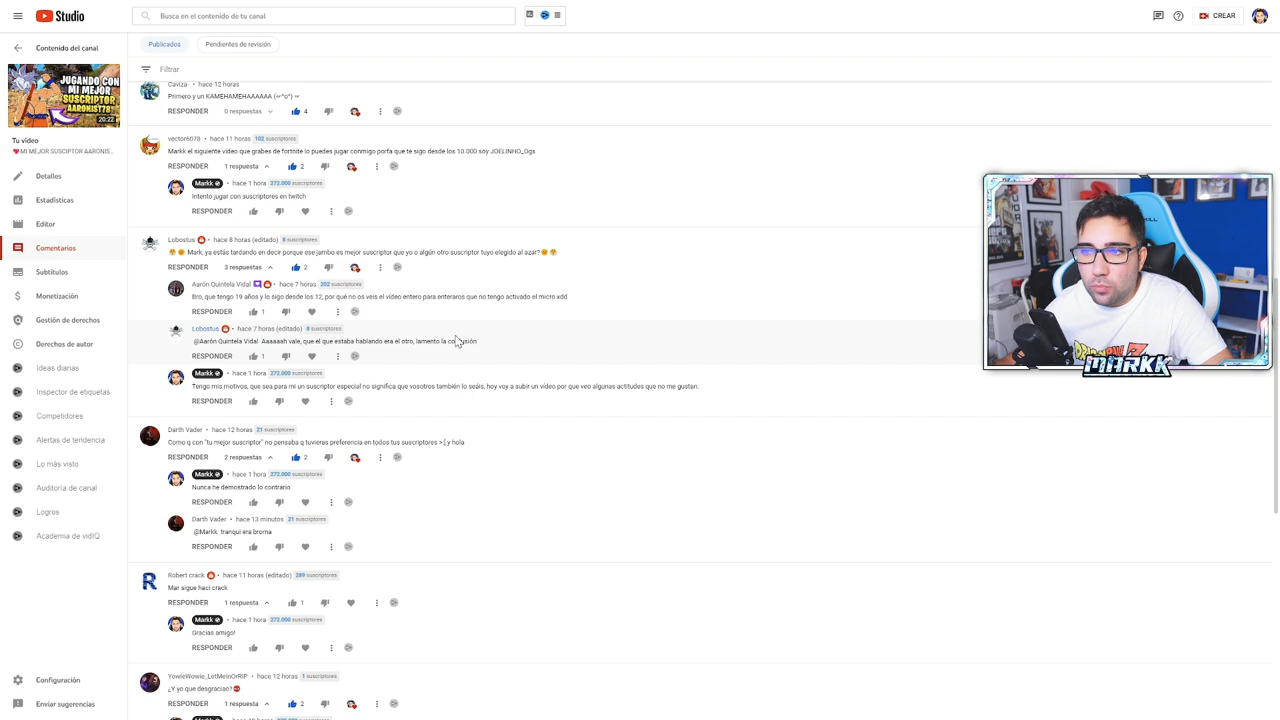 Studio
Busca en el contenido de tu canal
CREAR
Contenido del canal
JUGANDO CON
MI MEJOR
SUSCRIPTOR
AARONIST78
20:22
Tu vídeo
❤️MI MEJOR SUSCIPTOR AARONIS...
Detalles
Estadísticas
Editor
Comentarios
Subtítulos
Monetización
Gestión de derechos
Derechos de autor
Ideas diarias
Inspector de etiquetas
Competidores
Alertas de tendencia
Lo más visto
Auditoría de canal
Logros
Academia de vidIQ
Configuración
Enviar sugerencias
Publicados
Pendientes de revisión
Filtrar
Caviza- • hace 12 horas
Primero y un KAMEHAMEHAAAAAA
RESPONDER 0 respuestas 4
vector6078 • hace 11 horas 102 suscriptores
Markk el siguiente video que grabes de fortnite lo puedes jugar conmigo porfa que te sigo desde los 10.000 soy JOELINHO_Ogs
RESPONDER 1 respuesta 2
Markk • hace 1 hora 272.000 suscriptores
Intento jugar con suscriptores en twitch
RESPONDER
Lobostus • hace 8 horas (editado) 8 suscriptores
Mark, ya estás tardando en decir porque ese jambo es mejor suscriptor que yo o algún otro suscriptor tuyo elegido al azar?
RESPONDER 3 respuestas 2
Aarón Quintela Vidal • hace 7 horas 202 suscriptores
Bro, que tengo 19 años y lo sigo desde los 12, por qué no os veis el vídeo entero para enteraros que no tengo activado el micro xdd
RESPONDER 1
Lobostus • hace 7 horas (editado) 8 suscriptores
@Aarón Quintela Vidal Aaaaaah vale, que el que estaba hablando era el otro, lamento la confusión
RESPONDER 1
Markk • hace 1 hora 272.000 suscriptores
Tengo mis motivos, que sea para mi un suscriptor especial no significa que vosotros también lo seáis, hoy voy a subir un vídeo por que veo algunas actitudes que no me gustan.
RESPONDER
Darth Vader • hace 12 horas 21 suscriptores
Como q con "tu mejor suscriptor" no pensaba q tuvieras preferencia en todos tus suscriptores >:[ y hola
RESPONDER 2 respuestas 2
Markk • hace 1 hora 272.000 suscriptores
Nunca he demostrado lo contrario
RESPONDER
Darth Vader • hace 13 minutos 21 suscriptores
@Markk tranqui era broma
RESPONDER
Robert crack • hace 11 horas (editado) 289 suscriptores
Mar sigue haci crack
RESPONDER 1 respuesta 1
Markk • hace 1 hora 272.000 suscriptores
Gracias amigo!
RESPONDER
YowieWowie_LetMeInOrRIP • hace 12 horas 1 suscriptores
¿Y yo que desgraciao?
RESPONDER 1 respuesta 2
MARKK